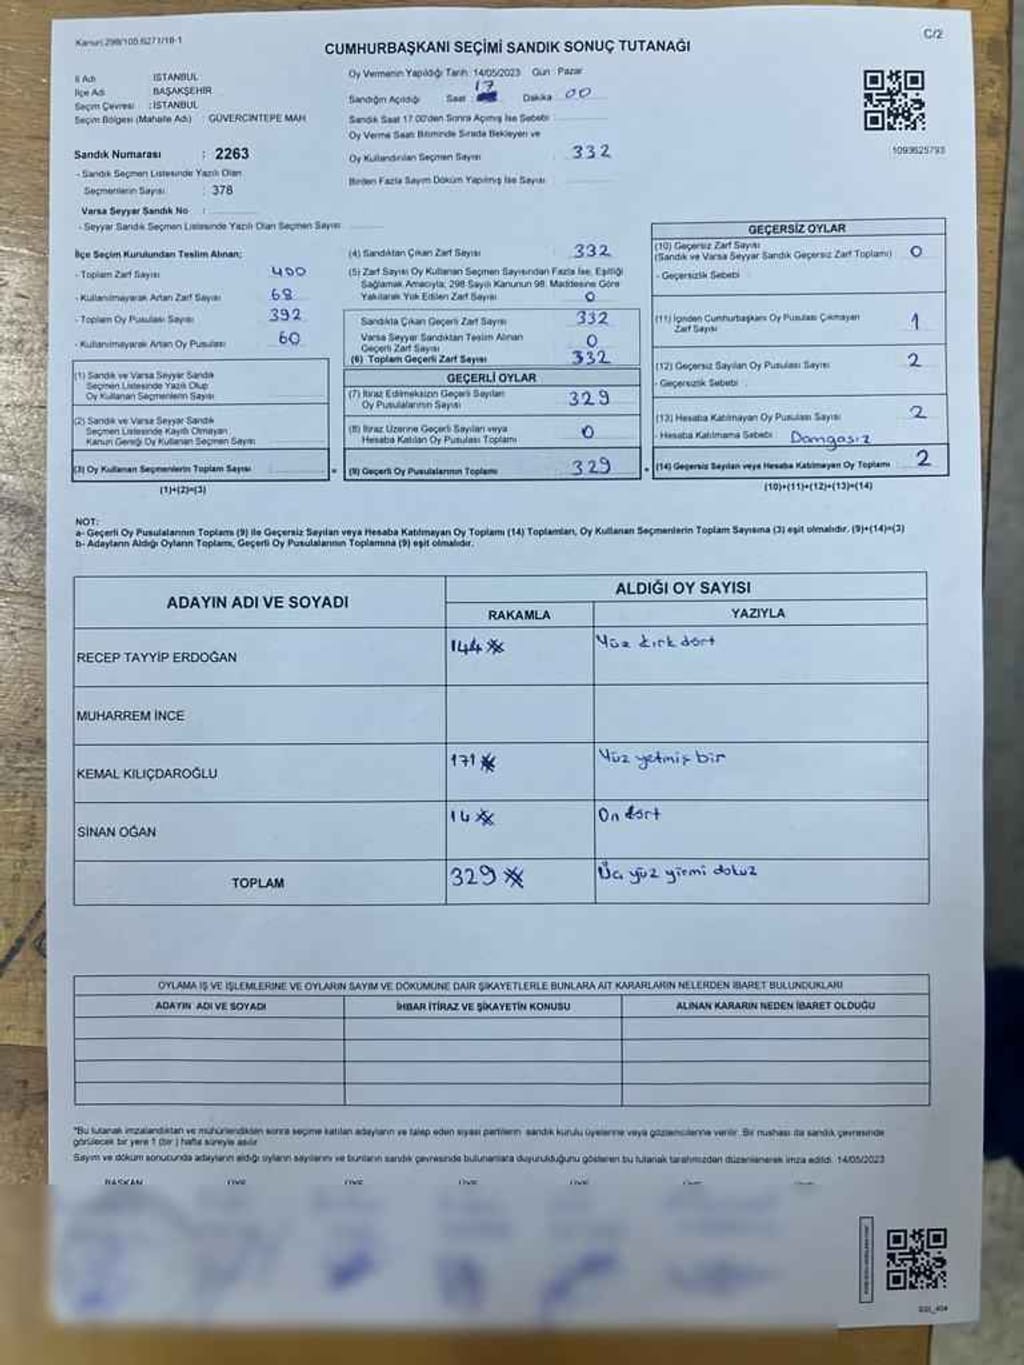 Kanun: 298/105.6271/18-1
C/2
CUMHURBAŞKANI SEÇİMİ SANDIK SONUÇ TUTANAĞI
İl Adı : İSTANBUL
İlçe Adı : BAŞAKŞEHİR
Seçim Çevresi : İSTANBUL
Seçim Bölgesi (Mahalle Adı) : GÜVERCİNTEPE MAH
Sandık Numarası : 2263
- Sandık Seçmen Listesinde Yazılı Olan
Seçmenlerin Sayısı : 378
Varsa Seyyar Sandık No :
- Seyyar Sandık Seçmen Listesinde Yazılı Olan Seçmen Sayısı
Oy Vermenin Yapıldığı Tarih : 14/05/2023 Gün : Pazar
Sandığın Açıldığı Saat : 17 Dakika : 00
Sandık Saat 17.00'den Sonra Açılmış İse Sebebi
Oy Verme Saati Bitiminde Sırada Bekleyen ve
Oy Kullandırılan Seçmen Sayısı : 332
Birden Fazla Sayım Döküm Yapılmış İse Sayısı
1093625793
İlçe Seçim Kurulundan Teslim Alınan;
- Toplam Zarf Sayısı 400
- Kullanılmayarak Artan Zarf Sayısı 68
- Toplam Oy Pusulası Sayısı 392
- Kullanılmayarak Artan Oy Pusulası 60
(1) Sandık ve Varsa Seyyar Sandık
Seçmen Listesinde Yazılı Olup
Oy Kullanan Seçmenlerin Sayısı
(2) Sandık ve Varsa Seyyar Sandık
Seçmen Listesinde Kayıtlı Olmayan
Kanun Gereği Oy Kullanan Seçmen Sayısı
(3) Oy Kullanan Seçmenlerin Toplam Sayısı
(1)+(2)=(3)
(4) Sandıktan Çıkan Zarf Sayısı 332
(5) Zarf Sayısı Oy Kullanan Seçmen Sayısından Fazla İse, Eşitliği
Sağlamak Amacıyla; 298 Sayılı Kanunun 98. Maddesine Göre
Yakılarak Yok Edilen Zarf Sayısı 0
Sandıkta Çıkan Geçerli Zarf Sayısı 332
Varsa Seyyar Sandıktan Teslim Alınan
Geçerli Zarf Sayısı 0
(6) Toplam Geçerli Zarf Sayısı 332
GEÇERLİ OYLAR
(7) İtiraz Edilmeksizin Geçerli Sayılan
Oy Pusulalarının Sayısı 329
(8) İtiraz Üzerine Geçerli Sayılan veya
Hesaba Katılan Oy Pusulası Toplamı 0
(9) Geçerli Oy Pusulalarının Toplamı 329
GEÇERSİZ OYLAR
(10) Geçersiz Zarf Sayısı
(Sandık ve Varsa Seyyar Sandık Geçersiz Zarf Toplamı) 0
- Geçersizlik Sebebi
(11) İçinden Cumhurbaşkanı Oy Pusulası Çıkmayan
Zarf Sayısı 1
(12) Geçersiz Sayılan Oy Pusulası Sayısı 2
- Geçersizlik Sebebi
(13) Hesaba Katılmayan Oy Pusulası Sayısı 2
- Hesaba Katılmama Sebebi Damgasız
(14) Geçersiz Sayılan veya Hesaba Katılmayan Oy Toplamı 2
(10)+(11)+(12)+(13)=(14)
NOT:
a- Geçerli Oy Pusulalarının Toplamı (9) ile Geçersiz Sayılan veya Hesaba Katılmayan Oy Toplamı (14) Toplamları, Oy Kullanan Seçmenlerin Toplam Sayısına (3) eşit olmalıdır. (9)+(14)=(3)
b- Adayların Aldığı Oyların Toplamı, Geçerli Oy Pusulalarının Toplamına (9) eşit olmalıdır.
ADAYIN ADI VE SOYADI
ALDIĞI OY SAYISI
RAKAMLA YAZIYLA
RECEP TAYYİP ERDOĞAN 144 Yüz kırk dört
MUHARREM İNCE
KEMAL KILIÇDAROĞLU 171 Yüz yetmiş bir
SİNAN OĞAN 14 On dört
TOPLAM 329 Üç yüz yirmi dokuz
OYLAMA İŞ VE İŞLEMLERİNE VE OYLARIN SAYIM VE DÖKÜMÜNE DAİR ŞİKAYETLERLE BUNLARA AİT KARARLARIN NELERDEN İBARET BULUNDUKLARI
ADAYIN ADI VE SOYADI İHBAR İTİRAZ VE ŞİKAYETİN KONUSU ALINAN KARARIN NEDEN İBARET OLDUĞU
*Bu tutanak imzalandıktan ve mühürlendikten sonra seçime katılan adayların ve talep eden siyasi partilerin sandık kurulu üyelerine veya gözlemcilerine verilir. Bir nüshası da sandık çevresinde
görülecek bir yere 1 (bir ) hafta süreyle asılır.
Sayım ve döküm sonucunda adayların aldığı oyların sayılarını ve bunların sandık çevresinde bulunanlara duyurulduğunu gösteren bu tutanak tarafımızdan düzenlenerek imza edildi. 14/05/2023
BAŞKAN ÜYE ÜYE ÜYE ÜYE ÜYE ÜYE